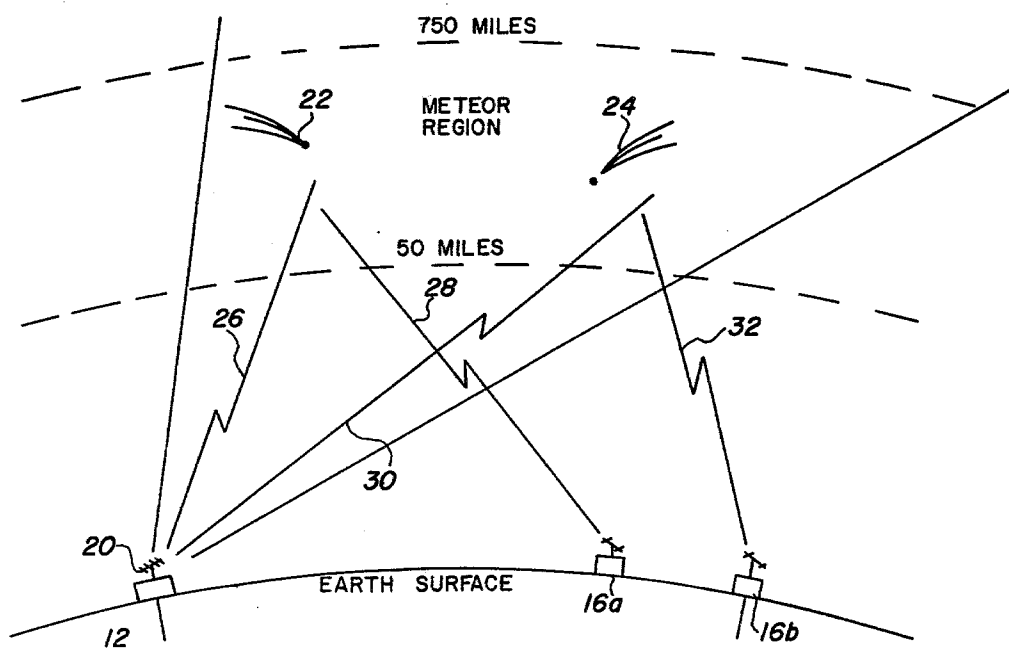 750 MILES
22
METEOR
REGION
24
50 MILES
28
26
32
30
20
EARTH SURFACE
16a
12
16b